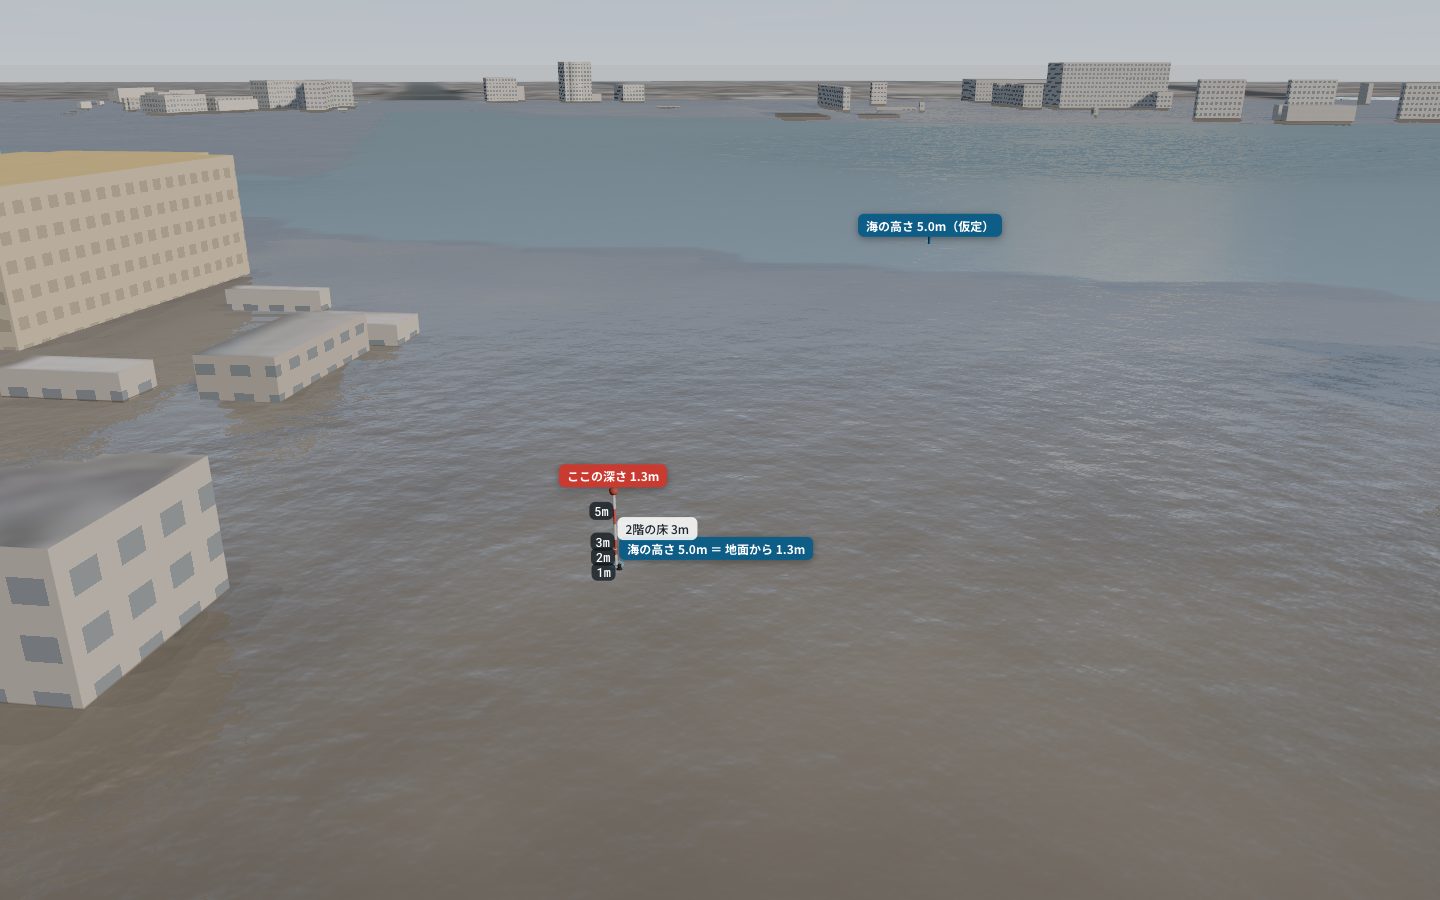 海の高さ 5.0m（仮定）
ここの深さ 1.3m
5m
2階の床 3m
3m
海の高さ 5.0m ＝ 地面から 1.3m
2m
1m